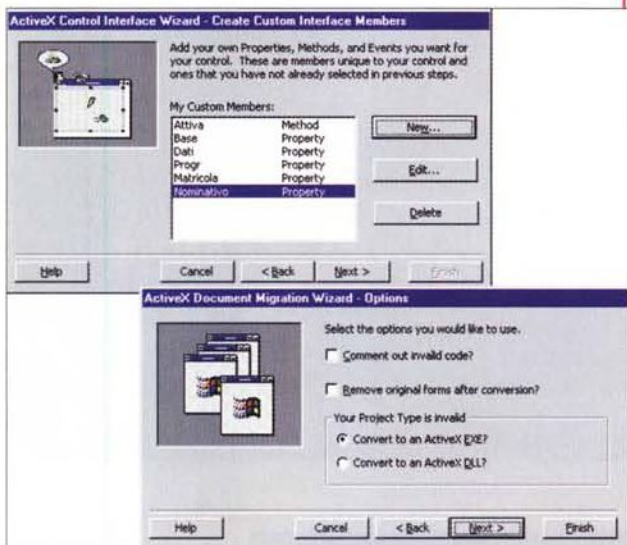 ActiveX Control Interface Wizard - Create Custom Interface Members
Add your own Properties, Methods, and Events you want for
your control. These are members unique to your control and
ones that you have not already selected in previous steps.
My Custom Members:
Attiva Method
Base Property
Dati Property
Progr Property
Matricola Property
Nominativo Property
New...
Edit...
Delete
Help
Cancel
< Back
Next >
Finish
ActiveX Document Migration Wizard - Options
Select the options you would like to use.
Comment out invalid code?
Remove original forms after conversion?
Your Project Type is invalid
Convert to an ActiveX EXE?
Convert to an ActiveX DLL?
Help
Cancel
< Back
Next >
Finish